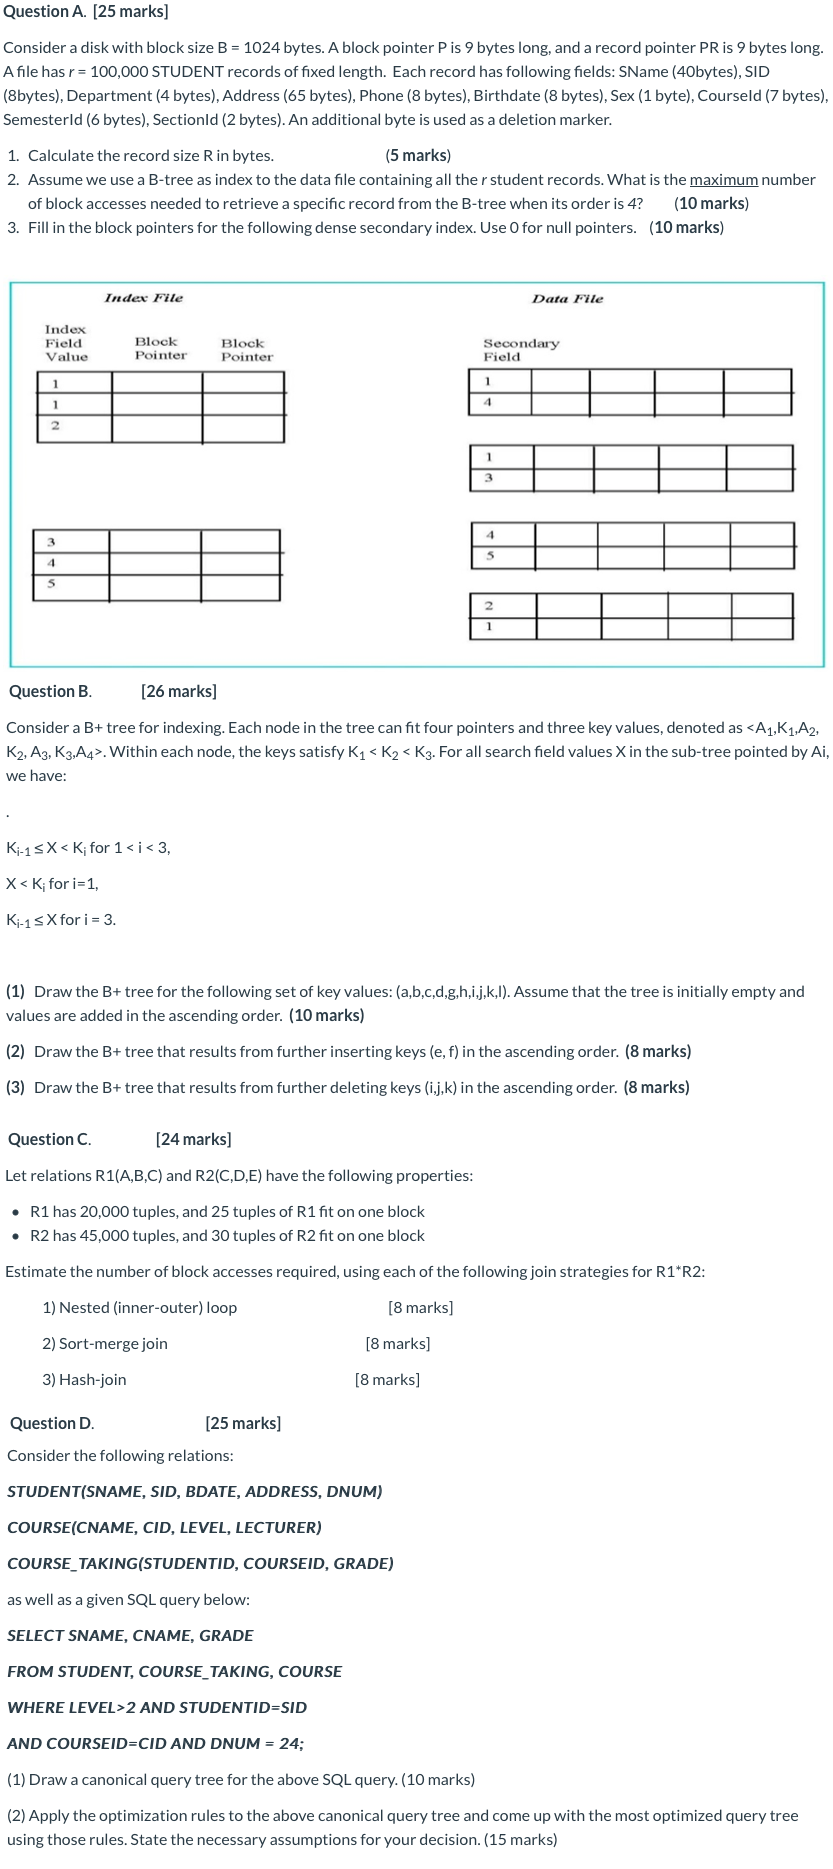 Question A. [25 marks]
Consider a disk with block size B = 1024 bytes. A block pointer P is 9 bytes long, and a record pointer PR is 9 bytes long.
A file has r = 100,000 STUDENT records of fixed length. Each record has following fields: SName (40bytes), SID
(8bytes), Department (4 bytes), Address (65 bytes), Phone (8 bytes), Birthdate (8 bytes), Sex (1 byte), CourseId (7 bytes),
SemesterId (6 bytes), SectionId (2 bytes). An additional byte is used as a deletion marker.
1. Calculate the record size R in bytes. (5 marks)
2. Assume we use a B-tree as index to the data file containing all the r student records. What is the maximum number
of block accesses needed to retrieve a specific record from the B-tree when its order is 4? (10 marks)
3. Fill in the block pointers for the following dense secondary index. Use 0 for null pointers. (10 marks)
Index File
Index
Field
Value
Block
Pointer
Block
Pointer
1
1
2
3
4
5
Data File
Secondary
Field
1
4
1
3
4
5
2
1
Question B. [26 marks]
Consider a B+ tree for indexing. Each node in the tree can fit four pointers and three key values, denoted as <A1,K1,A2,
K2, A3, K3,A4>. Within each node, the keys satisfy K1 < K2 < K3. For all search field values X in the sub-tree pointed by Ai,
we have:
.
Ki-1 ≤ X < Ki for 1 < i < 3,
X < Ki for i=1,
Ki-1 ≤ X for i = 3.
(1) Draw the B+ tree for the following set of key values: (a,b,c,d,g,h,i,j,k,l). Assume that the tree is initially empty and
values are added in the ascending order. (10 marks)
(2) Draw the B+ tree that results from further inserting keys (e, f) in the ascending order. (8 marks)
(3) Draw the B+ tree that results from further deleting keys (i,j,k) in the ascending order. (8 marks)
Question C. [24 marks]
Let relations R1(A,B,C) and R2(C,D,E) have the following properties:
• R1 has 20,000 tuples, and 25 tuples of R1 fit on one block
• R2 has 45,000 tuples, and 30 tuples of R2 fit on one block
Estimate the number of block accesses required, using each of the following join strategies for R1*R2:
1) Nested (inner-outer) loop [8 marks]
2) Sort-merge join [8 marks]
3) Hash-join [8 marks]
Question D. [25 marks]
Consider the following relations:
STUDENT(SNAME, SID, BDATE, ADDRESS, DNUM)
COURSE(CNAME, CID, LEVEL, LECTURER)
COURSE_TAKING(STUDENTID, COURSEID, GRADE)
as well as a given SQL query below:
SELECT SNAME, CNAME, GRADE
FROM STUDENT, COURSE_TAKING, COURSE
WHERE LEVEL>2 AND STUDENTID=SID
AND COURSEID=CID AND DNUM = 24;
(1) Draw a canonical query tree for the above SQL query. (10 marks)
(2) Apply the optimization rules to the above canonical query tree and come up with the most optimized query tree
using those rules. State the necessary assumptions for your decision. (15 marks)